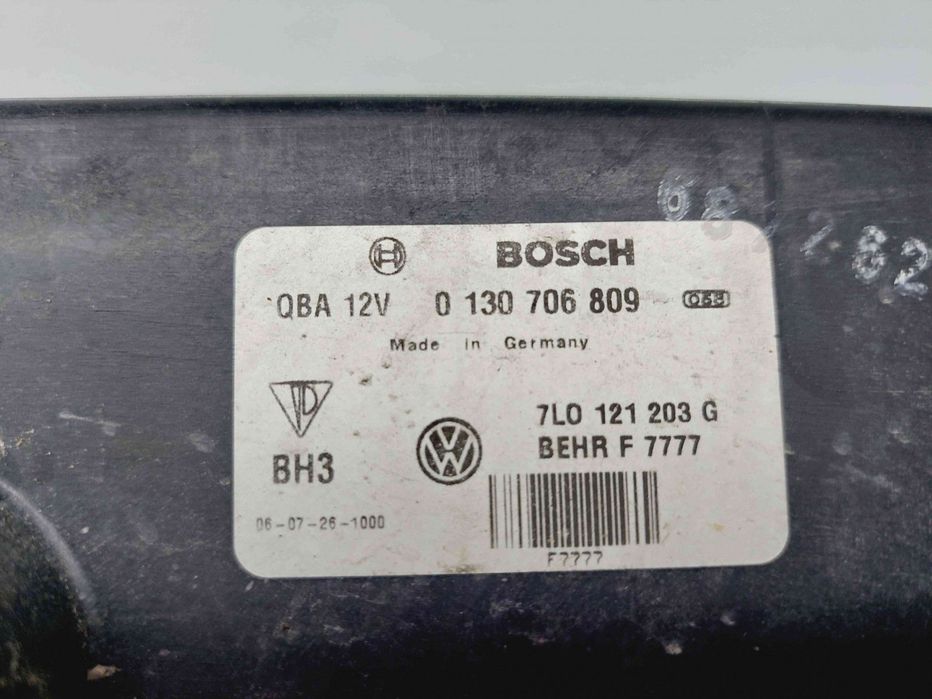 BOSCH
QBA 12V 0 130 706 809 068
Made in Germany
7L0 121 203 G
BEHR F 7777
BH3
06-07-26-1000
F7777